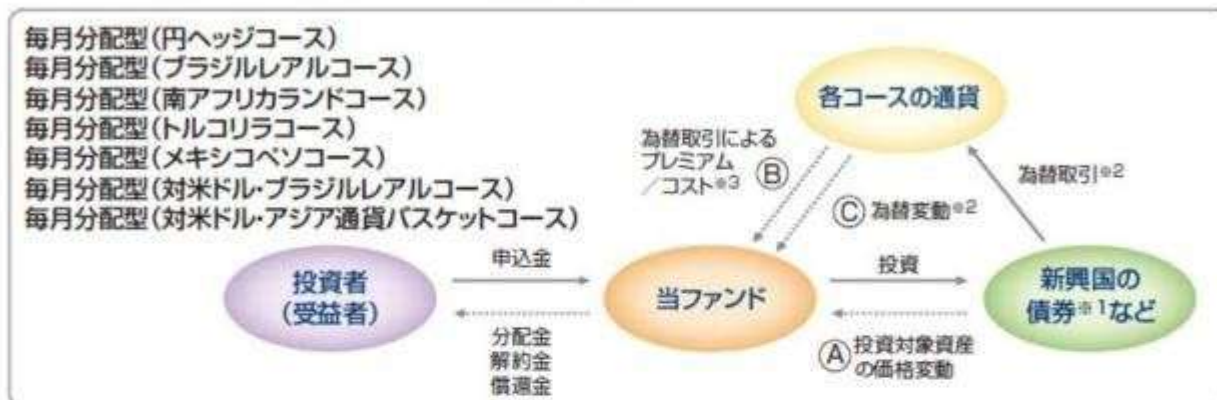 毎月分配型(円ヘッジコース)
毎月分配型(ブラジルレアルコース)
毎月分配型(南アフリカランドコース)
毎月分配型(トルコリラコース)
毎月分配型(メキシコペソコース)
毎月分配型(対米ドル・ブラジルレアルコース)
毎月分配型(対米ドル・アジア通貨バスケットコース)
各コースの通貨
為替取引による
プレミアム
/コスト※3
Ⓑ
為替取引※2
Ⓒ 為替変動※2
投資者
(受益者)
申込金
分配金
解約金
償還金
当ファンド
投資
Ⓐ 投資対象資産
の価格変動
新興国の
債券※1など